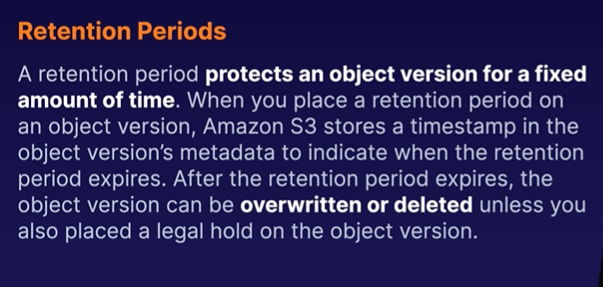 Retention Periods
A retention period protects an object version for a fixed
amount of time. When you place a retention period on
an object version, Amazon S3 stores a timestamp in the
object version’s metadata to indicate when the retention
period expires. After the retention period expires, the
object version can be overwritten or deleted unless you
also placed a legal hold on the object version.